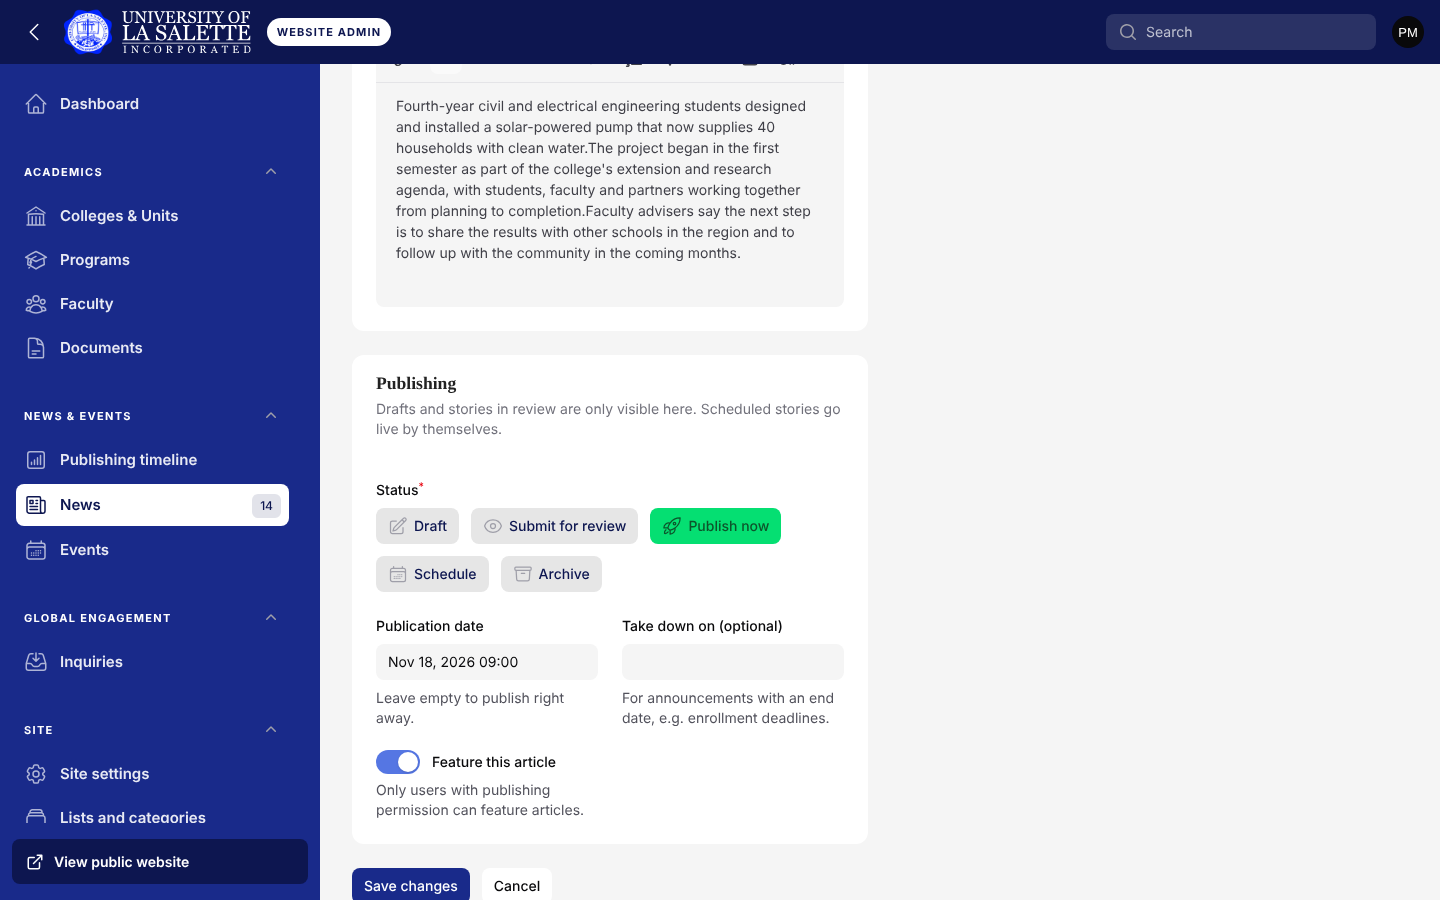 UNIVERSITY OF
LA SALETTE
INCORPORATED
WEBSITE ADMIN
Search
PM
Dashboard
ACADEMICS
Colleges & Units
Programs
Faculty
Documents
NEWS & EVENTS
Publishing timeline
News
14
Events
GLOBAL ENGAGEMENT
Inquiries
SITE
Site settings
Lists and categories
View public website
Fourth-year civil and electrical engineering students designed
and installed a solar-powered pump that now supplies 40
households with clean water.The project began in the first
semester as part of the college's extension and research
agenda, with students, faculty and partners working together
from planning to completion.Faculty advisers say the next step
is to share the results with other schools in the region and to
follow up with the community in the coming months.
Publishing
Drafts and stories in review are only visible here. Scheduled stories go
live by themselves.
Status*
Draft
Submit for review
Publish now
Schedule
Archive
Publication date
Take down on (optional)
Nov 18, 2026 09:00
Leave empty to publish right
away.
For announcements with an end
date, e.g. enrollment deadlines.
Feature this article
Only users with publishing
permission can feature articles.
Save changes
Cancel